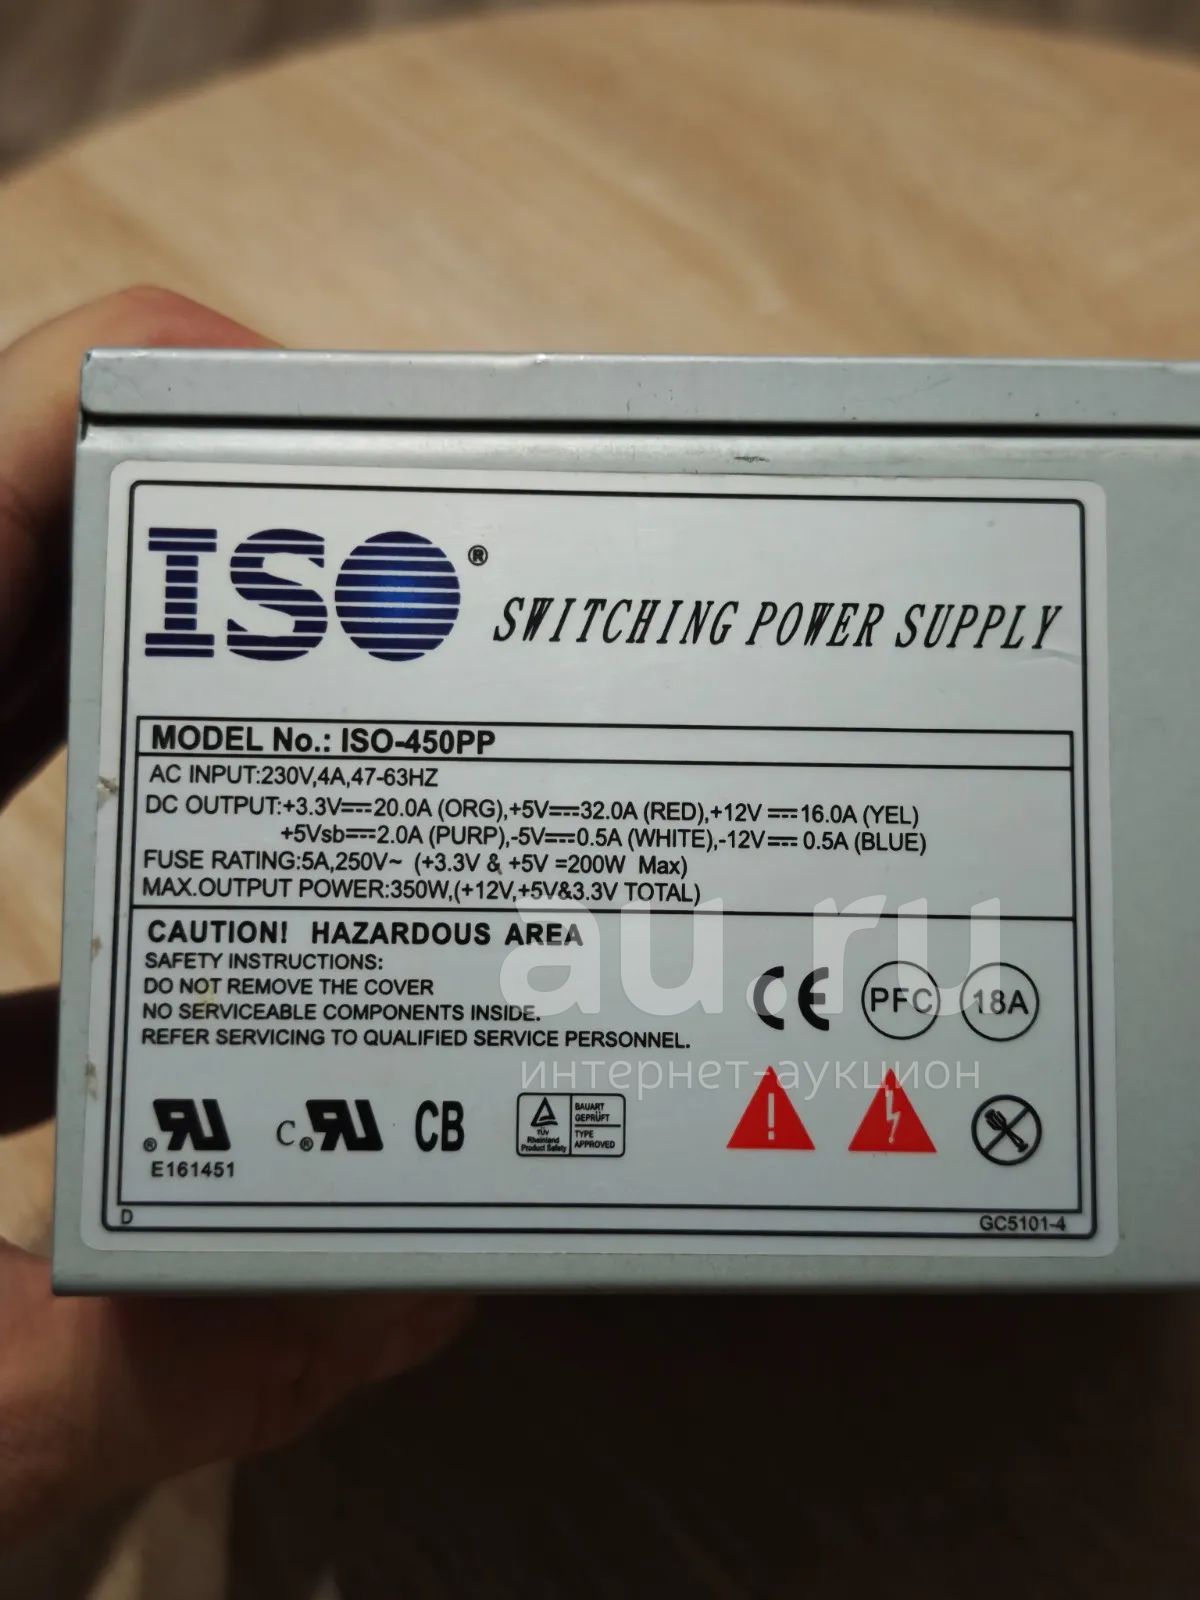 ISO®
SWITCHING POWER SUPPLY
MODEL No.: ISO-450PP
AC INPUT:230V,4A,47-63HZ
DC OUTPUT:+3.3V⎓20.0A (ORG),+5V⎓32.0A (RED),+12V⎓16.0A (YEL)
+5Vsb⎓2.0A (PURP),-5V⎓0.5A (WHITE),-12V⎓ 0.5A (BLUE)
FUSE RATING:5A,250V~ (+3.3V & +5V =200W Max)
MAX.OUTPUT POWER:350W,(+12V,+5V&3.3V TOTAL)
CAUTION! HAZARDOUS AREA
SAFETY INSTRUCTIONS:
DO NOT REMOVE THE COVER
NO SERVICEABLE COMPONENTS INSIDE.
REFER SERVICING TO QUALIFIED SERVICE PERSONNEL.
CE PFC 18A
au.ru
интернет-аукцион
®UR C®UR CB
E161451
TÜV
Rheinland
Product Safety
BAUART
GEPRÜFT
TYPE
APPROVED
!
D
GC5101-4